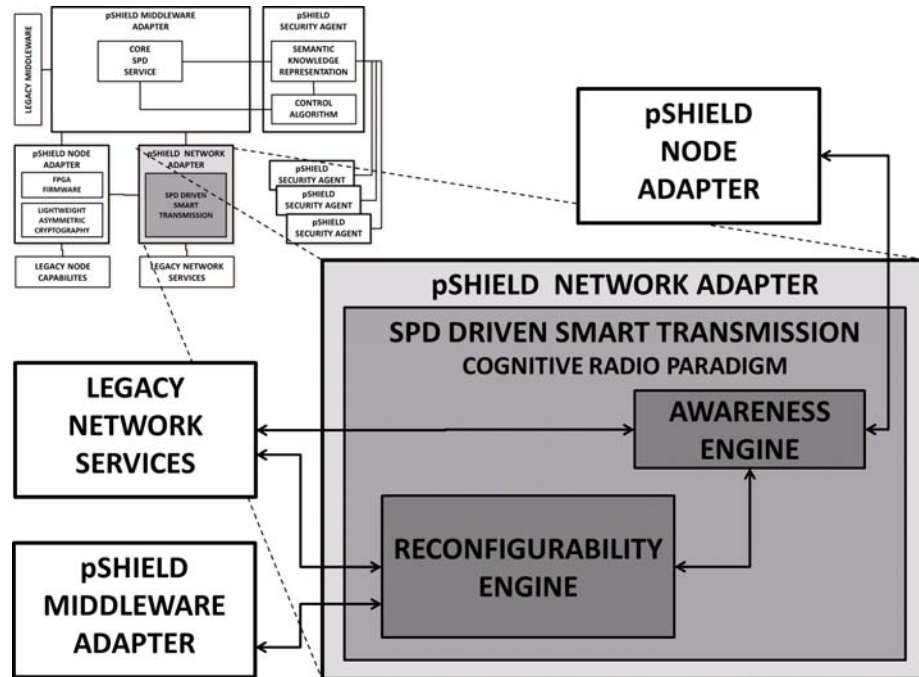 pSHIELD MIDDLEWARE
ADAPTER
CORE
SPD
SERVICE
LEGACY MIDDLEWARE
pSHIELD
SECURITY AGENT
SEMANTIC
KNOWLEDGE
REPRESENTATION
CONTROL
ALGORITHM
pSHIELD NODE
ADAPTER
FPGA
FIRMWARE
LIGHTWEIGHT
ASYMMETRIC
CRYPTOGRAPHY
LEGACY NODE
CAPABILITES
pSHIELD NETWORK
ADAPTER
SPD DRIVEN
SMART
TRANSMISSION
LEGACY NETWORK
SERVICES
pSHIELD
SECURITY AGENT
pSHIELD
SECURITY AGENT
pSHIELD
SECURITY AGENT
pSHIELD
NODE
ADAPTER
pSHIELD NETWORK ADAPTER
SPD DRIVEN SMART TRANSMISSION
COGNITIVE RADIO PARADIGM
AWARENESS
ENGINE
RECONFIGURABILITY
ENGINE
LEGACY
NETWORK
SERVICES
pSHIELD
MIDDLEWARE
ADAPTER